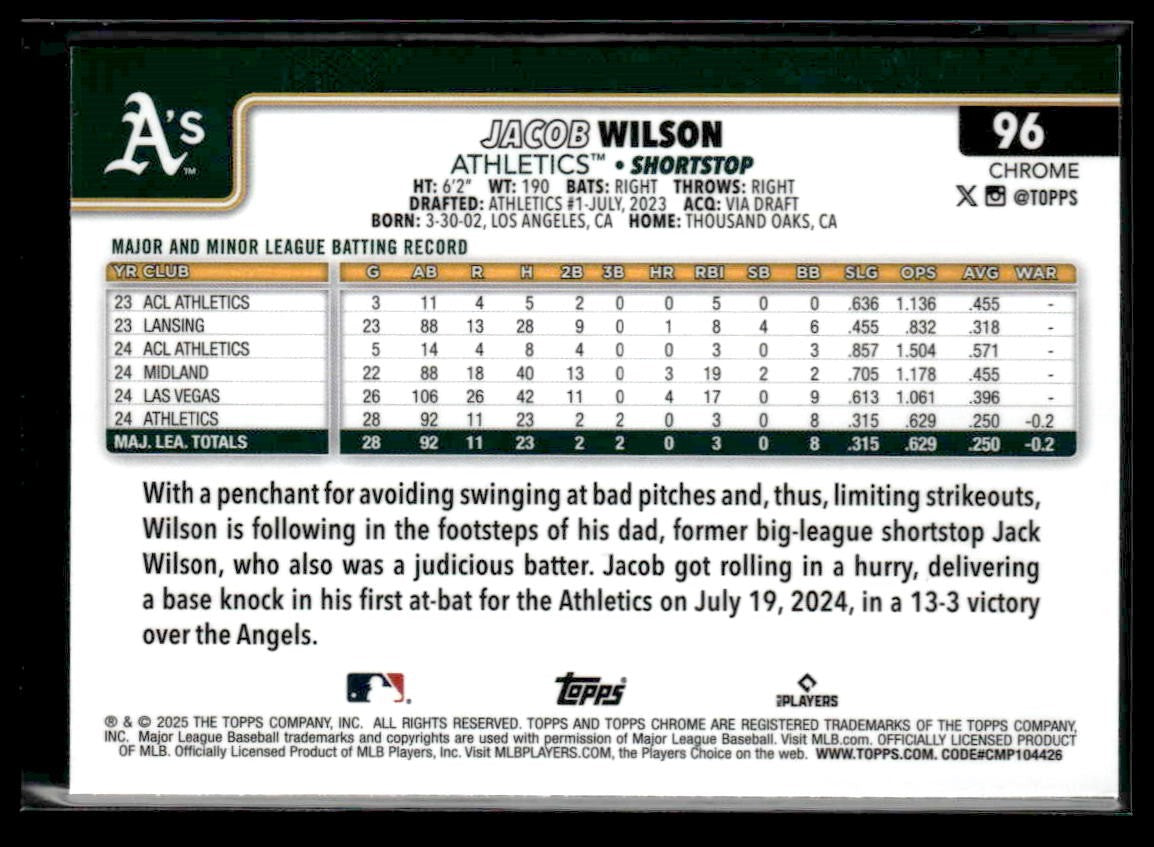 A's™
JACOB WILSON
96
ATHLETICS™ • SHORTSTOP
CHROME
HT: 6'2" WT: 190 BATS: RIGHT THROWS: RIGHT
DRAFTED: ATHLETICS #1-JULY, 2023 ACQ: VIA DRAFT
@TOPPS
BORN: 3-30-02, LOS ANGELES, CA HOME: THOUSAND OAKS, CA
MAJOR AND MINOR LEAGUE BATTING RECORD
YR CLUB G AB R H 2B 3B HR RBI SB BB SLG OPS AVG WAR
23 ACL ATHLETICS 3 11 4 5 2 0 0 5 0 0 .636 1.136 .455 -
23 LANSING 23 88 13 28 9 0 1 8 4 6 .455 .832 .318 -
24 ACL ATHLETICS 5 14 4 8 4 0 0 3 0 3 .857 1.504 .571 -
24 MIDLAND 22 88 18 40 13 0 3 19 2 2 .705 1.178 .455 -
24 LAS VEGAS 26 106 26 42 11 0 4 17 0 9 .613 1.061 .396 -
24 ATHLETICS 28 92 11 23 2 2 0 3 0 8 .315 .629 .250 -0.2
MAJ. LEA. TOTALS 28 92 11 23 2 2 0 3 0 8 .315 .629 .250 -0.2
With a penchant for avoiding swinging at bad pitches and, thus, limiting strikeouts,
Wilson is following in the footsteps of his dad, former big-league shortstop Jack
Wilson, who also was a judicious batter. Jacob got rolling in a hurry, delivering
a base knock in his first at-bat for the Athletics on July 19, 2024, in a 13-3 victory
over the Angels.
TOPPS®
MLB PLAYERS
® & © 2025 THE TOPPS COMPANY, INC. ALL RIGHTS RESERVED. TOPPS AND TOPPS CHROME ARE REGISTERED TRADEMARKS OF THE TOPPS COMPANY,
INC. Major League Baseball trademarks and copyrights are used with permission of Major League Baseball. Visit MLB.com. OFFICIALLY LICENSED PRODUCT
OF MLB. Officially Licensed Product of MLB Players, Inc. Visit MLBPLAYERS.COM, the Players Choice on the web. WWW.TOPPS.COM. CODE#CMP104426